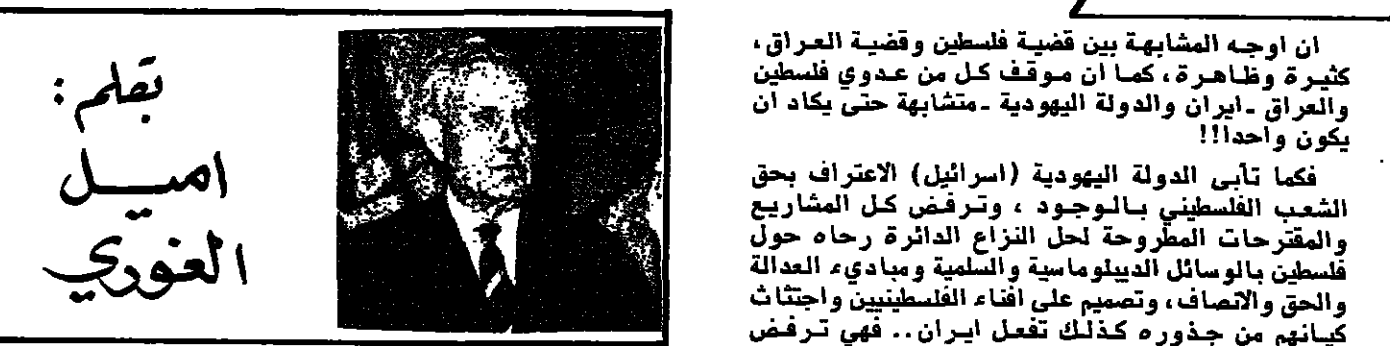 ان اوجه المشابهة بين قضية فلسطين وقضية العراق،
كثيرة وظاهرة، كما ان موقف كل من عدوي فلسطين
والعراق ـ ايران والدولة اليهودية ـ متشابهة حتى يكاد ان
يكون واحدا!!
فكما تأبى الدولة اليهودية (اسرائيل) الاعتراف بحق
الشعب الفلسطيني بالوجود ، وترفض كل المشاريع
والمقترحات المطروحة لحل النزاع الدائرة رحاه حول
فلسطين بالوسائل الديبلوماسية والسلمية ومباديء العدالة
والحق والانصاف، وتصميم على افناء الفلسطينيين واجتثاث
كيانهم من جذوره كذلك تفعل ايران.. فهي ترفض
بقلم :
اميل
الغوري